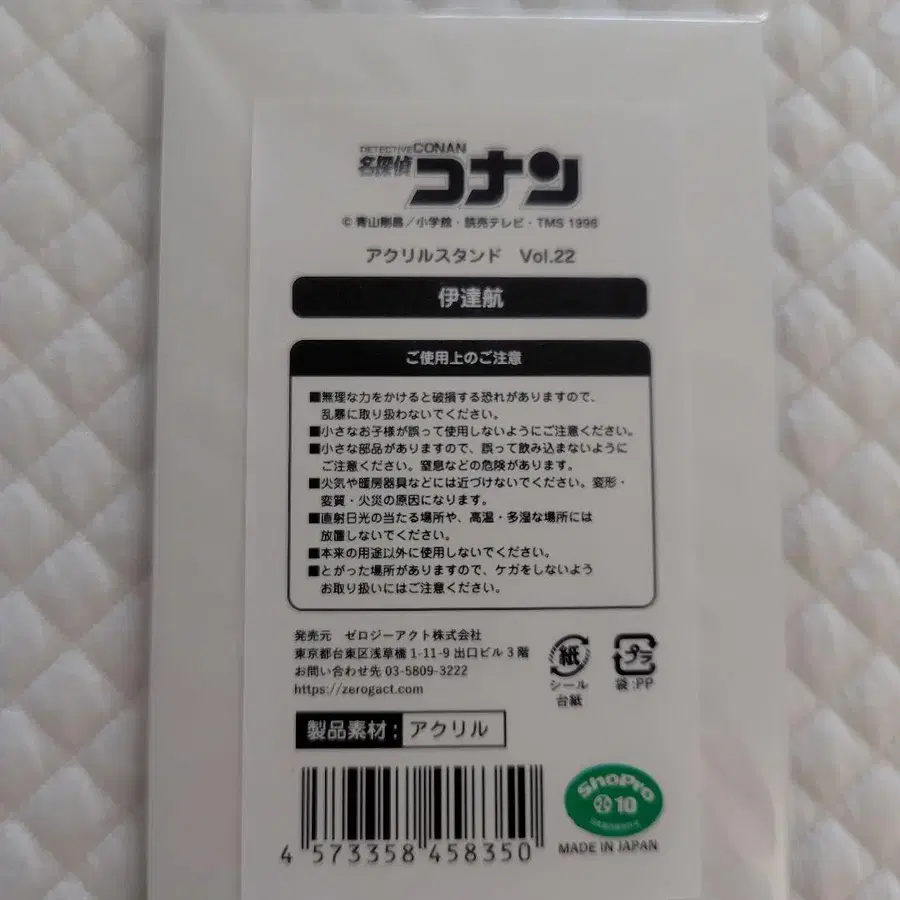 DETECTIVE CONAN
名探偵コナン
© 青山剛昌／小学館・読売テレビ・TMS 1996
アクリルスタンド Vol.22
伊達航
ご使用上のご注意
■無理な力をかけると破損する恐れがありますので、
乱暴に取り扱わないでください。
■小さなお子様が誤って使用しないようにご注意ください。
■小さな部品がありますので、誤って飲み込まないように
ご注意ください。窒息などの危険があります。
■火気や暖房器具などには近づけないでください。変形・
変質・火災の原因になります。
■直射日光の当たる場所や、高温・多湿な場所には
放置しないでください。
■本来の用途以外に使用しないでください。
■とがった場所がありますので、ケガをしないよう
お取り扱いにはご注意ください。
発売元 ゼロジーアクト株式会社
東京都台東区浅草橋 1-11-9 出口ビル 3 階
お問い合わせ先 03-5809-3222
https://zerogact.com
紙
シール
台紙
プラ
袋:PP
製品素材: アクリル
4 573358 458350
ShoPro
10
MADE IN JAPAN